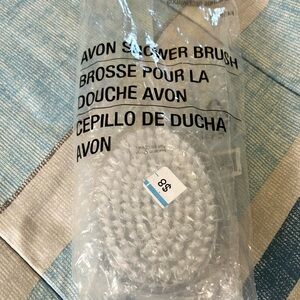 AVON SHOWER BRUSH
BROSSE POUR LA
DOUCHE AVON
CEPILLO DE DUCHA
AVON
$8